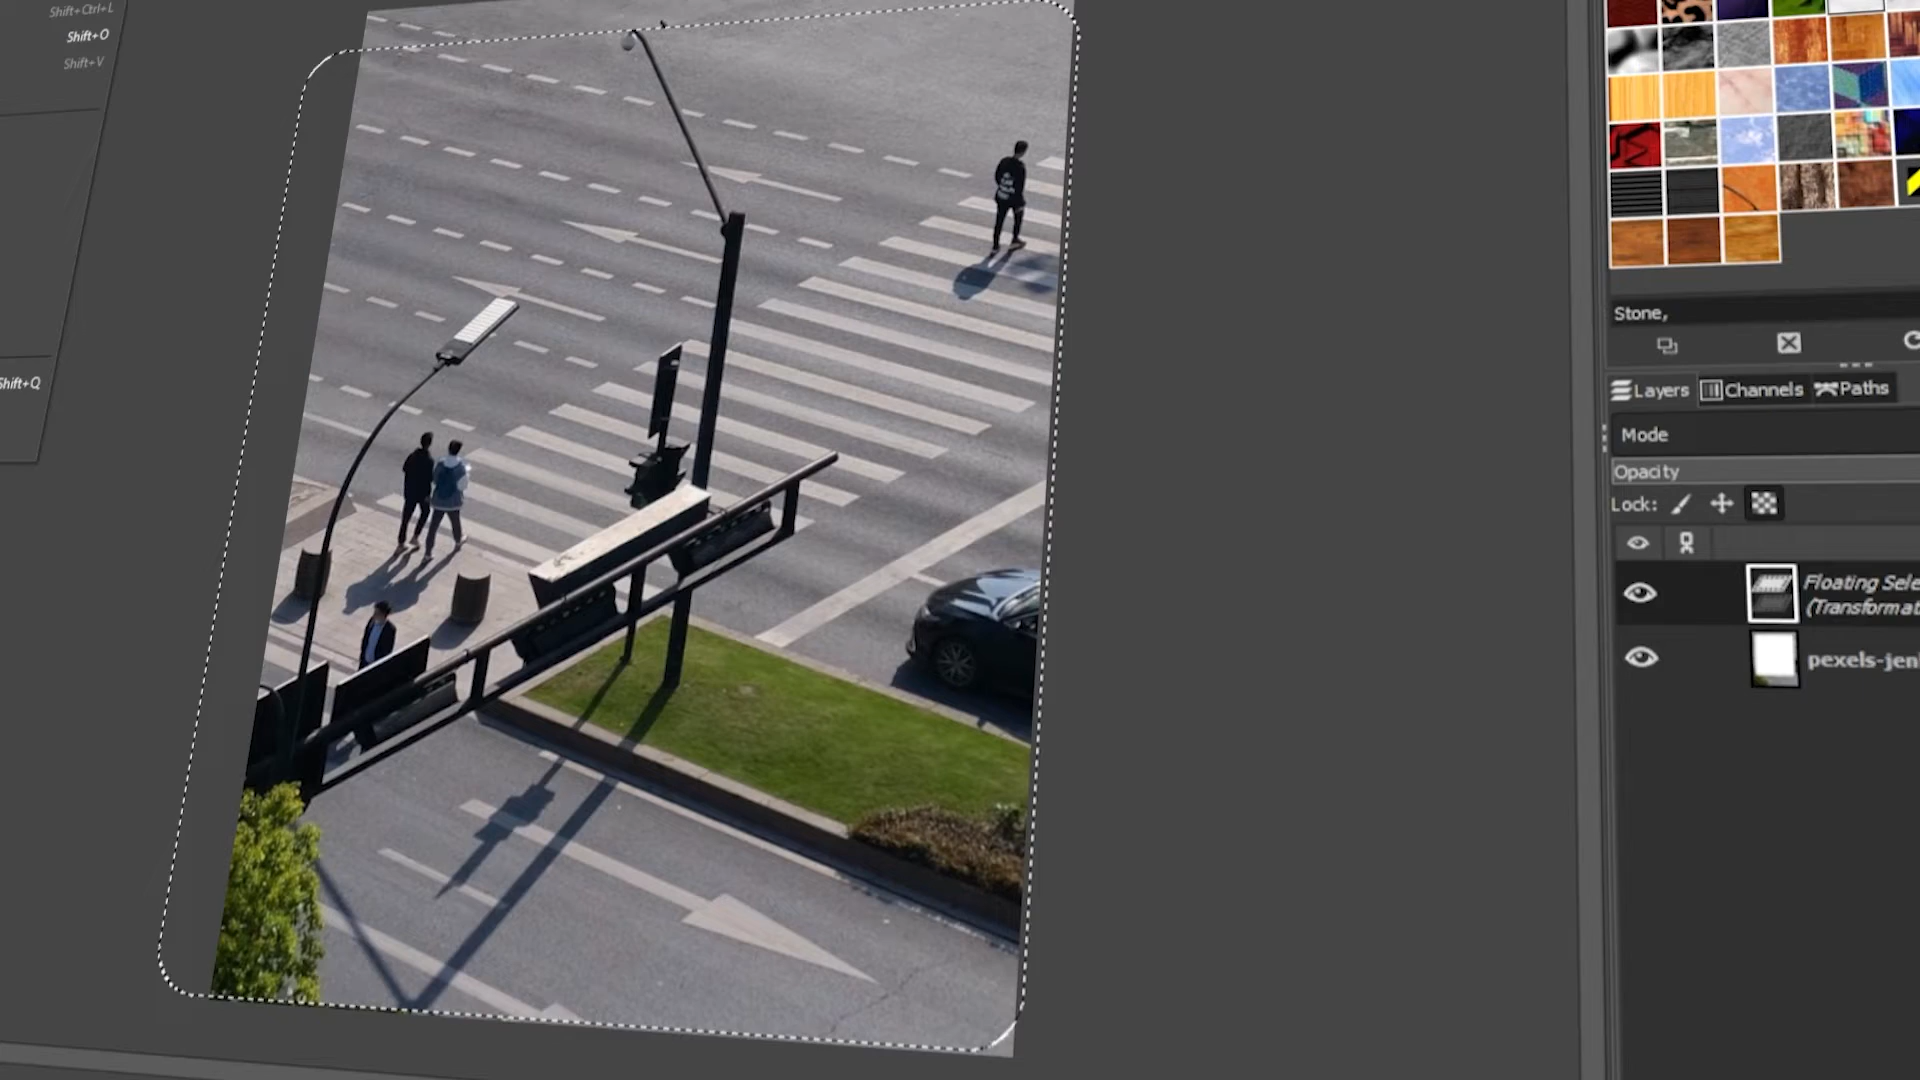 Shift+Ctrl+L
Shift+O
Shift+V
Shift+Q
Stone,
Layers
Channels
Paths
Mode
Opacity
Lock:
Floating Sele
(Transformat
pexels-jen